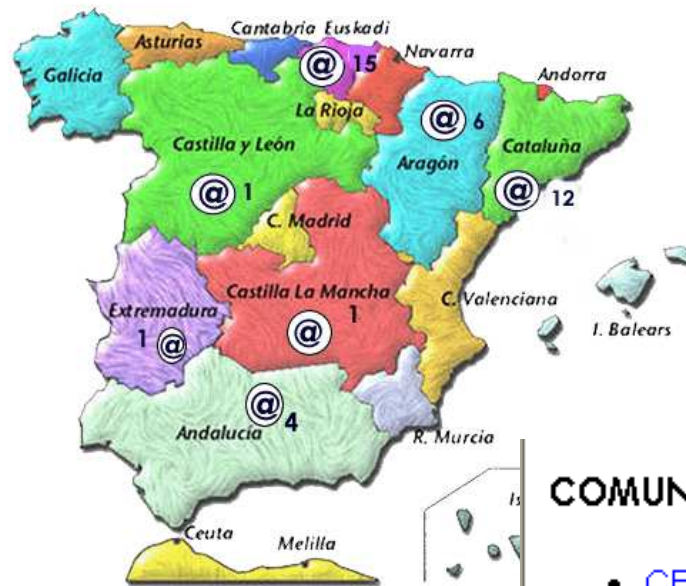 Cantabria Euskadi
Asturias
Navarra
@ 15
Galicia
Andorra
La Rioja
@ 6
Castilla y León
Cataluña
Aragón
@ 1
@ 12
C. Madrid
Castilla La Mancha
C. Valenciana
Extremadura
1
I. Balears
1 @
@
@ 4
Andalucía
R. Murcia
COMUN
Ceuta
Melilla